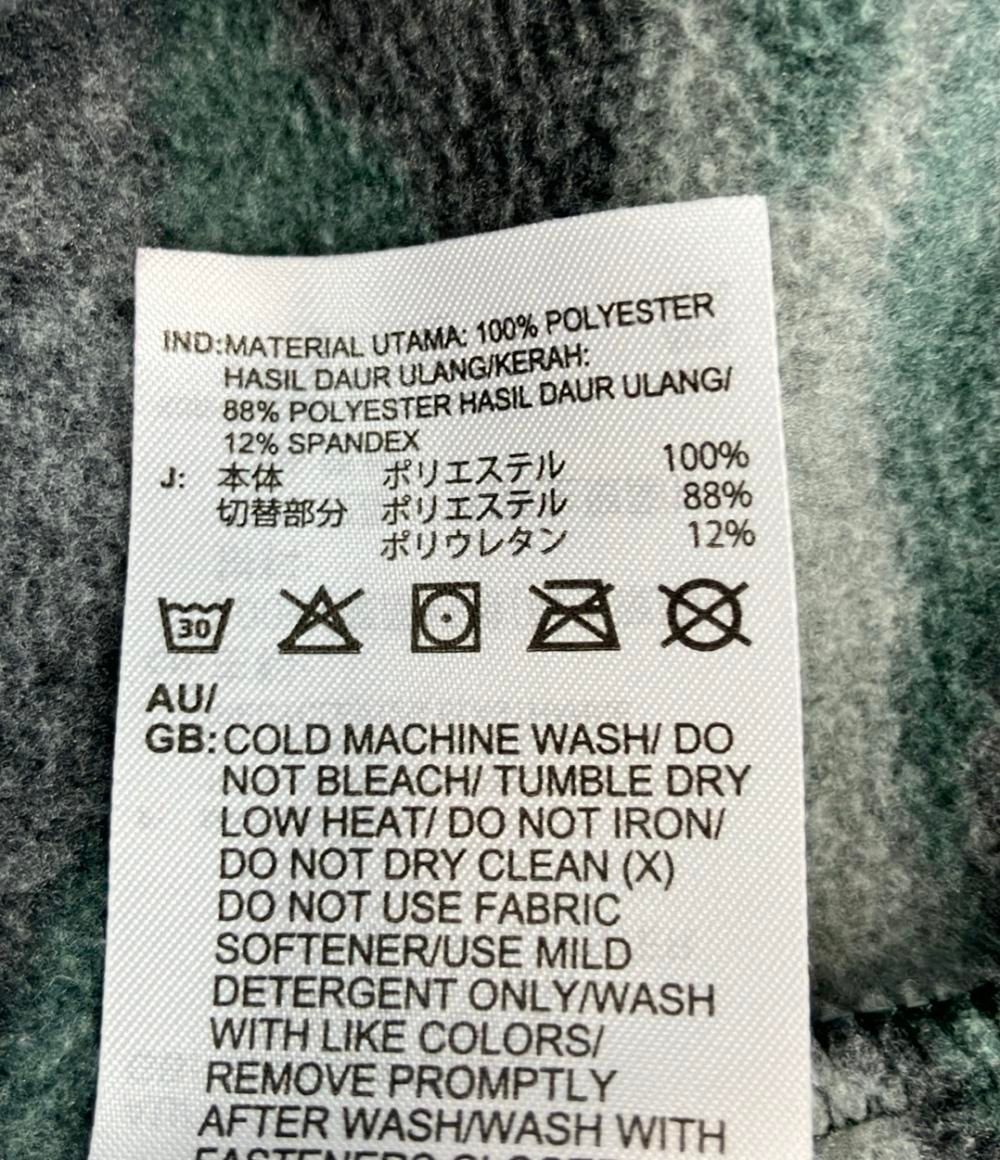 IND:MATERIAL UTAMA: 100% POLYESTER
HASIL DAUR ULANG/KERAH:
88% POLYESTER HASIL DAUR ULANG/
12% SPANDEX
J: 本体 ポリエステル 100%
切替部分 ポリエステル 88%
ポリウレタン 12%
30
AU/
GB:COLD MACHINE WASH/ DO
NOT BLEACH/ TUMBLE DRY
LOW HEAT/ DO NOT IRON/
DO NOT DRY CLEAN (X)
DO NOT USE FABRIC
SOFTENER/USE MILD
DETERGENT ONLY/WASH
WITH LIKE COLORS/
REMOVE PROMPTLY
AFTER WASH/WASH WITH